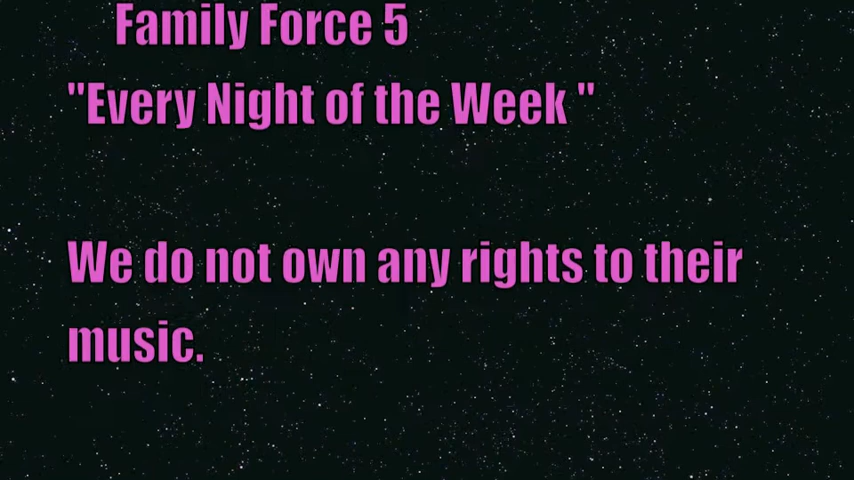 Family Force 5
"Every Night of the Week "
We do not own any rights to their
music.